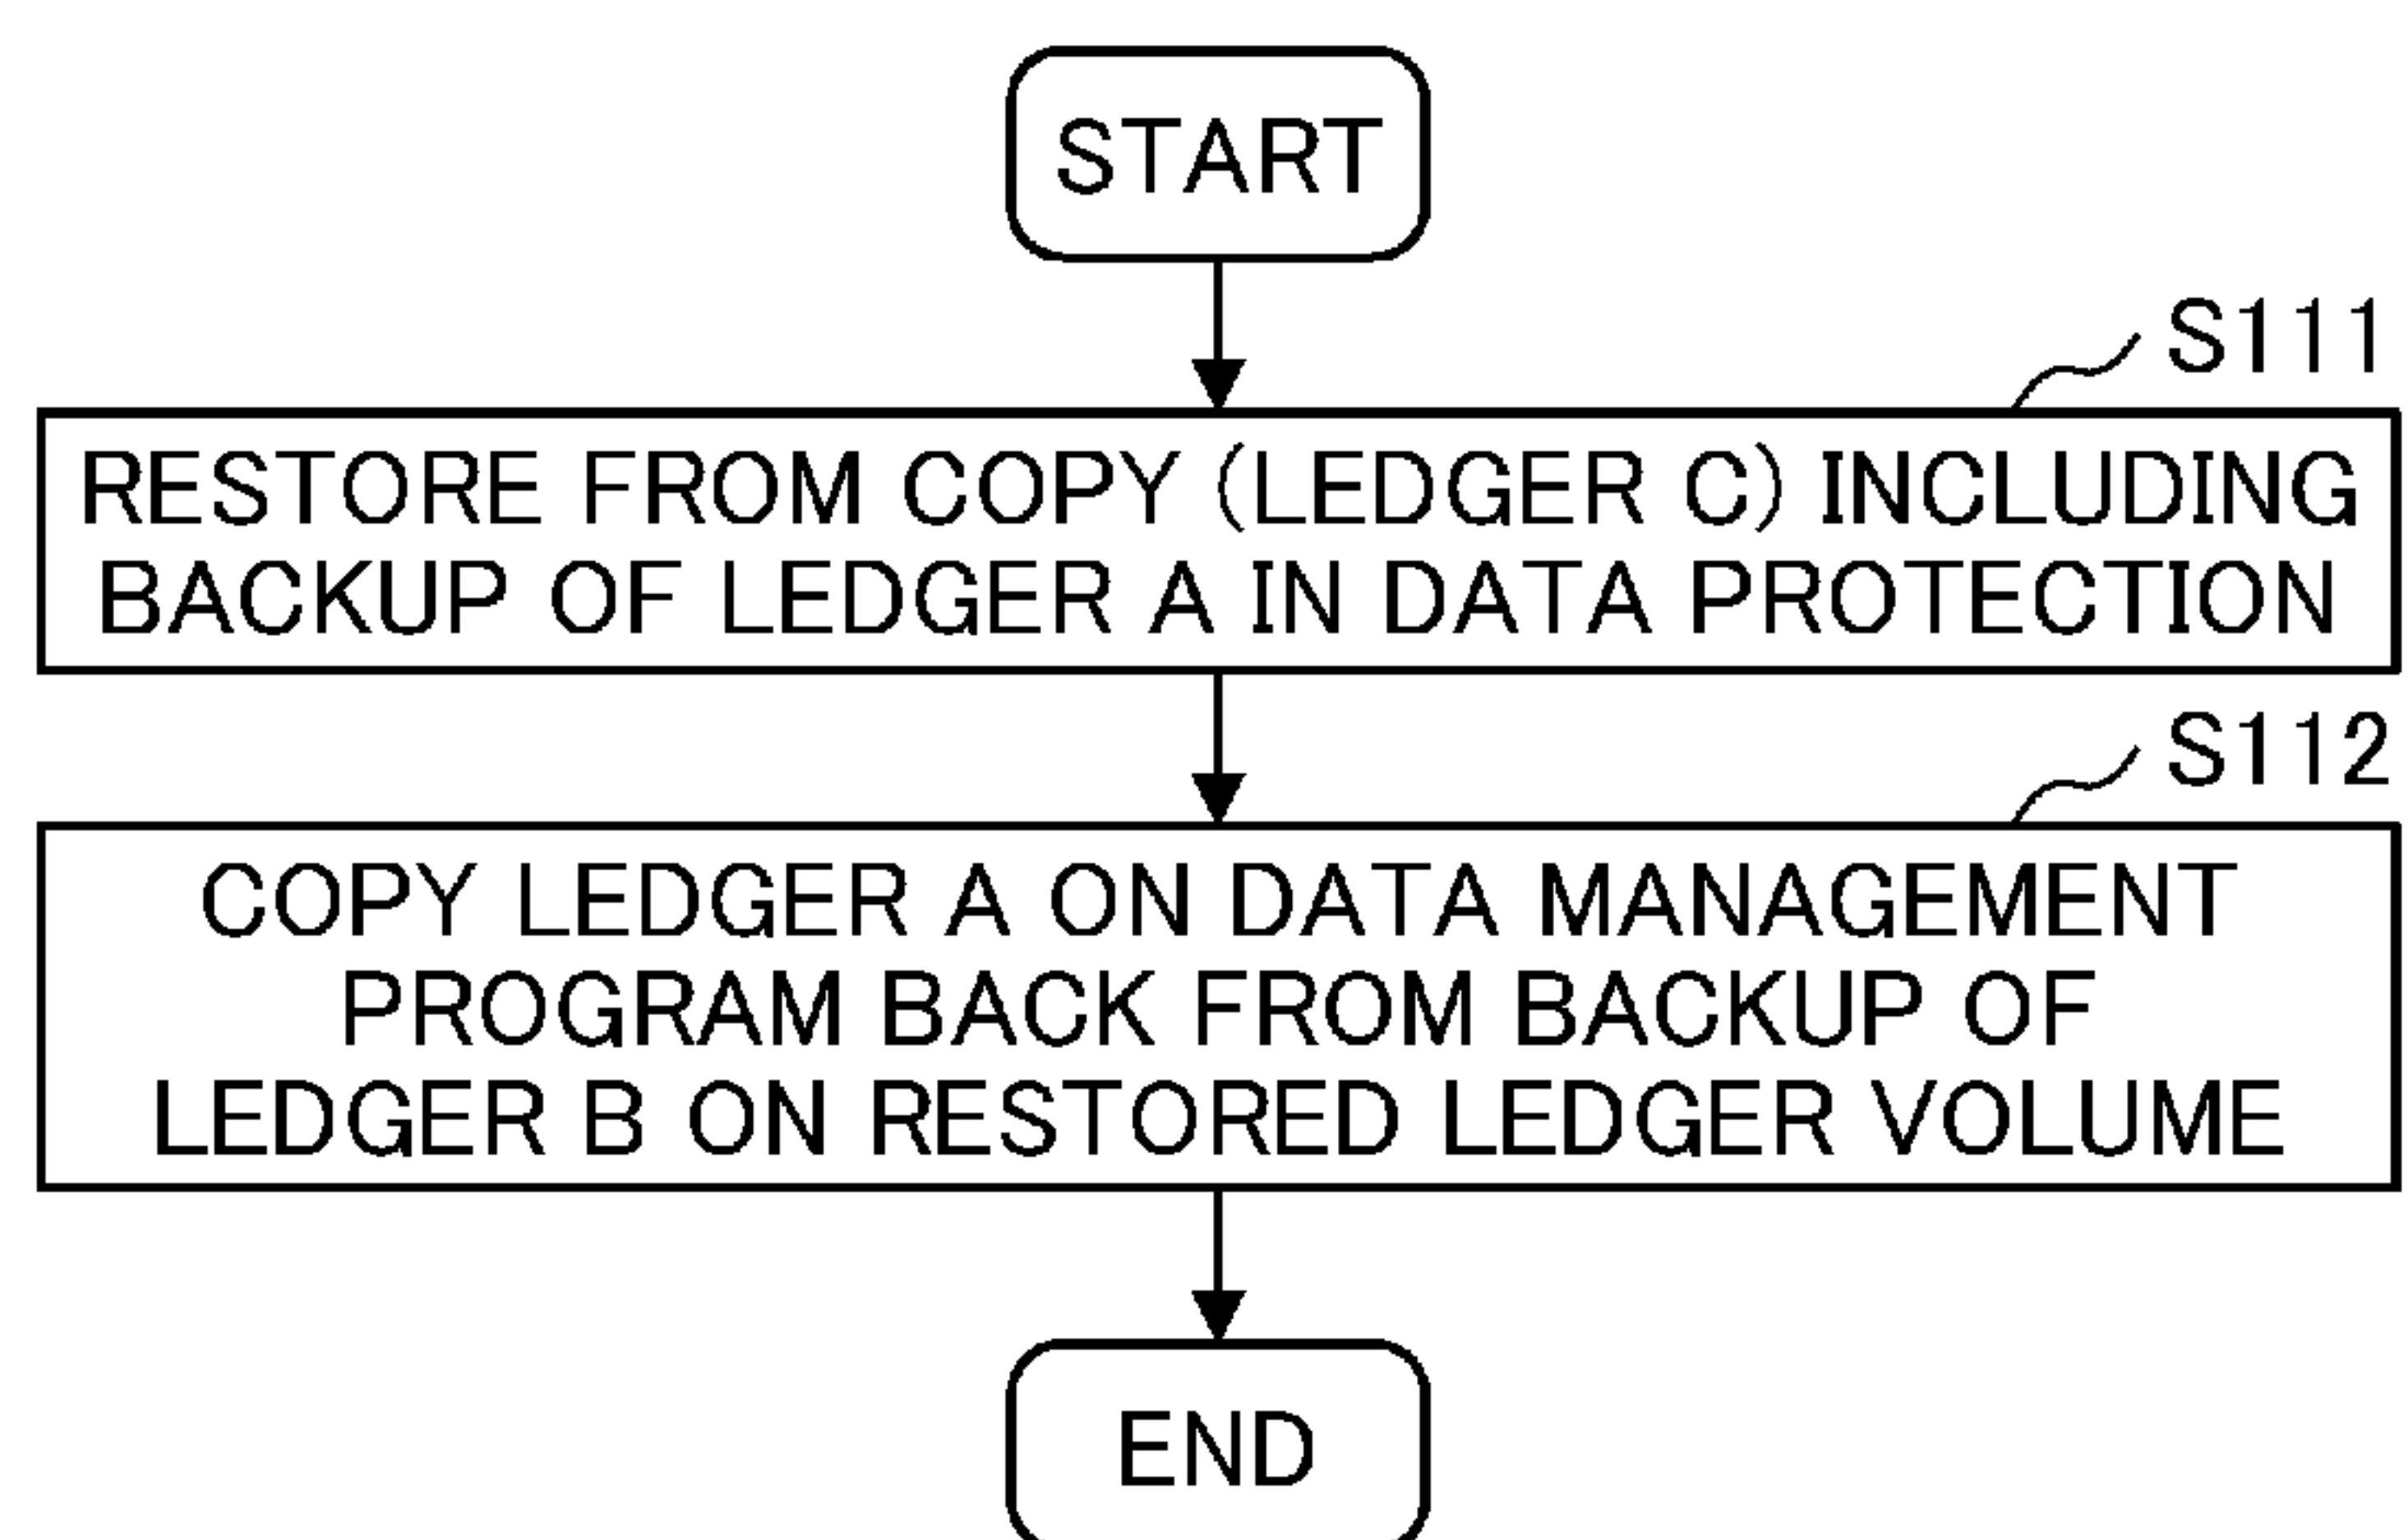 START
S111
RESTORE FROM COPY (LEDGER C) INCLUDING
BACKUP OF LEDGER A IN DATA PROTECTION
S112
COPY LEDGER A ON DATA MANAGEMENT
PROGRAM BACK FROM BACKUP OF
LEDGER B ON RESTORED LEDGER VOLUME
END